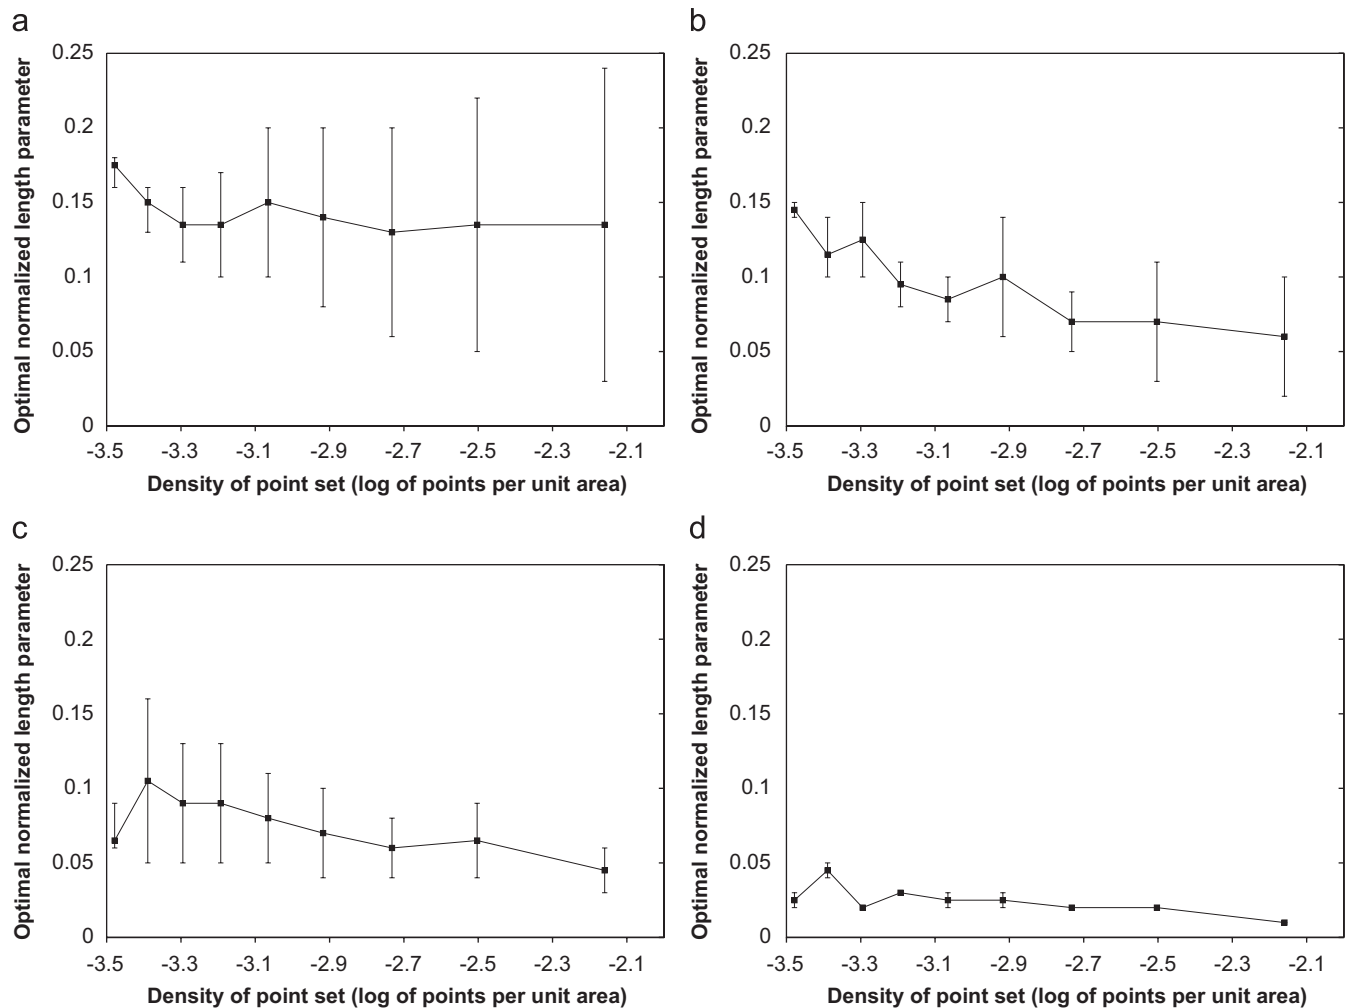 a
Optimal normalized length parameter
0.25
0.2
0.15
0.1
0.05
0
-3.5 -3.3 -3.1 -2.9 -2.7 -2.5 -2.3 -2.1
Density of point set (log of points per unit area)
b
Optimal normalized length parameter
0.25
0.2
0.15
0.1
0.05
0
-3.5 -3.3 -3.1 -2.9 -2.7 -2.5 -2.3 -2.1
Density of point set (log of points per unit area)
c
Optimal normalized length parameter
0.25
0.2
0.15
0.1
0.05
0
-3.5 -3.3 -3.1 -2.9 -2.7 -2.5 -2.3 -2.1
Density of point set (log of points per unit area)
d
Optimal normalized length parameter
0.25
0.2
0.15
0.1
0.05
0
-3.5 -3.3 -3.1 -2.9 -2.7 -2.5 -2.3 -2.1
Density of point set (log of points per unit area)